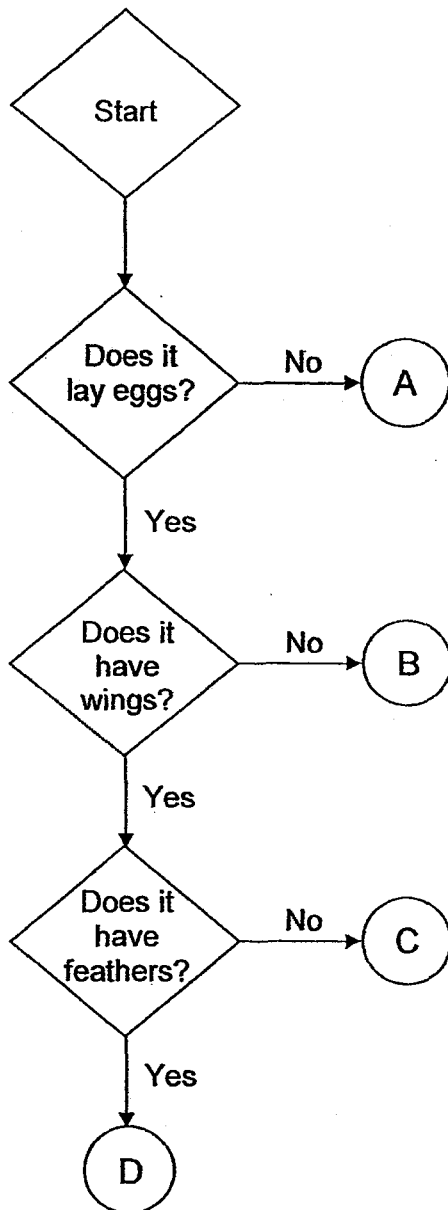 Start
Does it
lay eggs?
No
A
Yes
Does it
have
wings?
No
B
Yes
Does it
have
feathers?
No
C
Yes
D